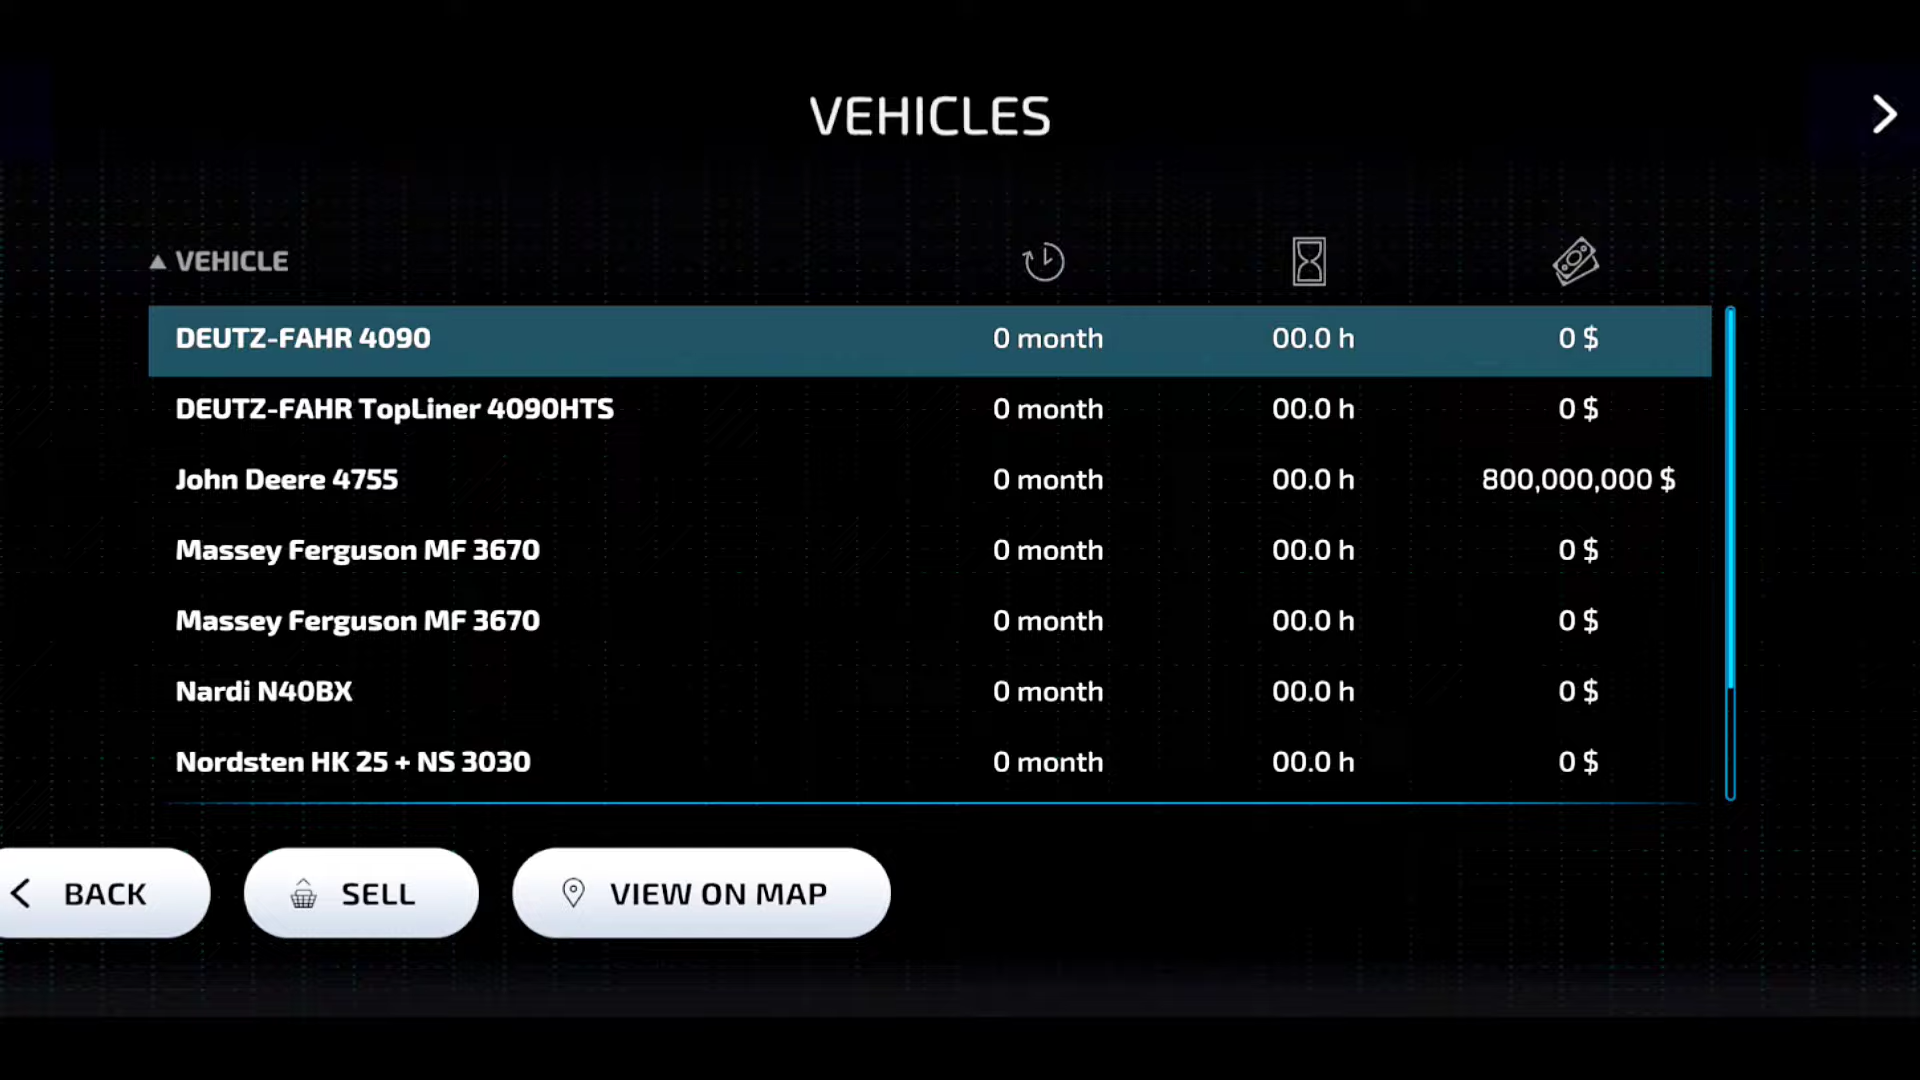 VEHICLES
VEHICLE
DEUTZ-FAHR 4090 0 month 00.0 h 0 $
DEUTZ-FAHR TopLiner 4090HTS 0 month 00.0 h 0 $
John Deere 4755 0 month 00.0 h 800,000,000 $
Massey Ferguson MF 3670 0 month 00.0 h 0 $
Massey Ferguson MF 3670 0 month 00.0 h 0 $
Nardi N40BX 0 month 00.0 h 0 $
Nordsten HK 25 + NS 3030 0 month 00.0 h 0 $
BACK SELL VIEW ON MAP